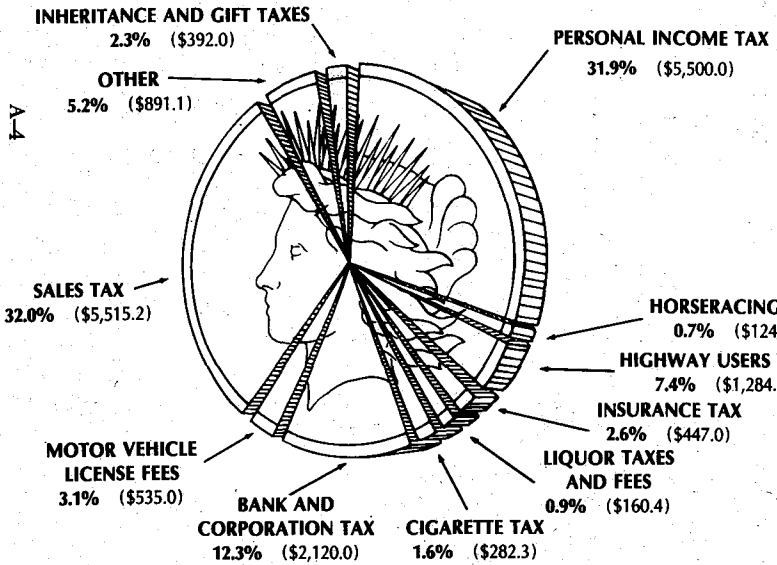 INHERITANCE AND GIFT TAXES
2.3% ($392.0)
PERSONAL INCOME TAX
31.9% ($5,500.0)
OTHER
5.2% ($891.1)
A-4
SALES TAX
32.0% ($5,515.2)
HORSERACING
0.7% ($124
HIGHWAY USERS
7.4% ($1,284.
INSURANCE TAX
2.6% ($447.0)
LIQUOR TAXES
AND FEES
0.9% ($160.4)
MOTOR VEHICLE
LICENSE FEES
3.1% ($535.0)
BANK AND
CORPORATION TAX
12.3% ($2,120.0)
CIGARETTE TAX
1.6% ($282.3)